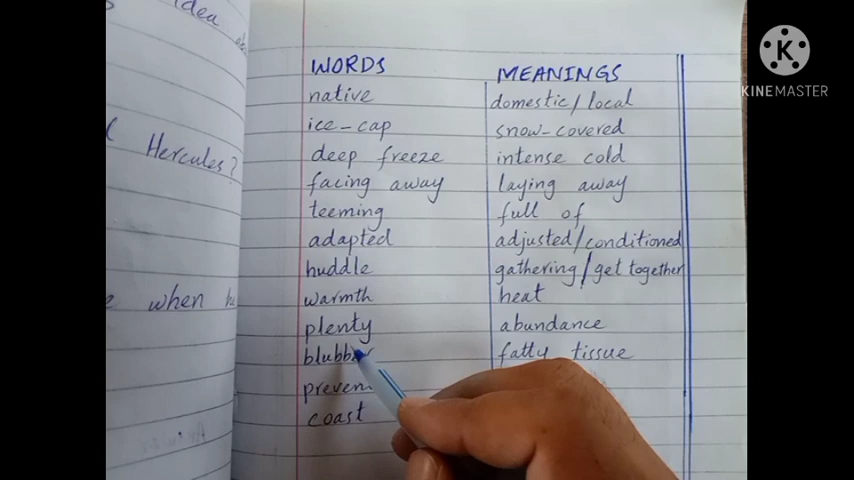 idea
Hercules?
when
WORDS MEANINGS
native domestic/local
ice-cap snow-covered
deep freeze intense cold
facing away laying away
teeming full of
adapted adjusted/conditioned
huddle gathering/get together
warmth heat
plenty abundance
blubber fatty tissue
coast
K
KINEMASTER